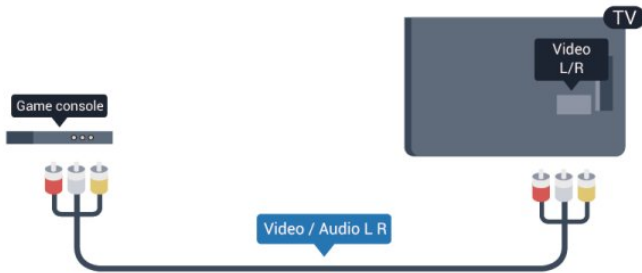 TV
Video
L/R
Game console
Video / Audio L R